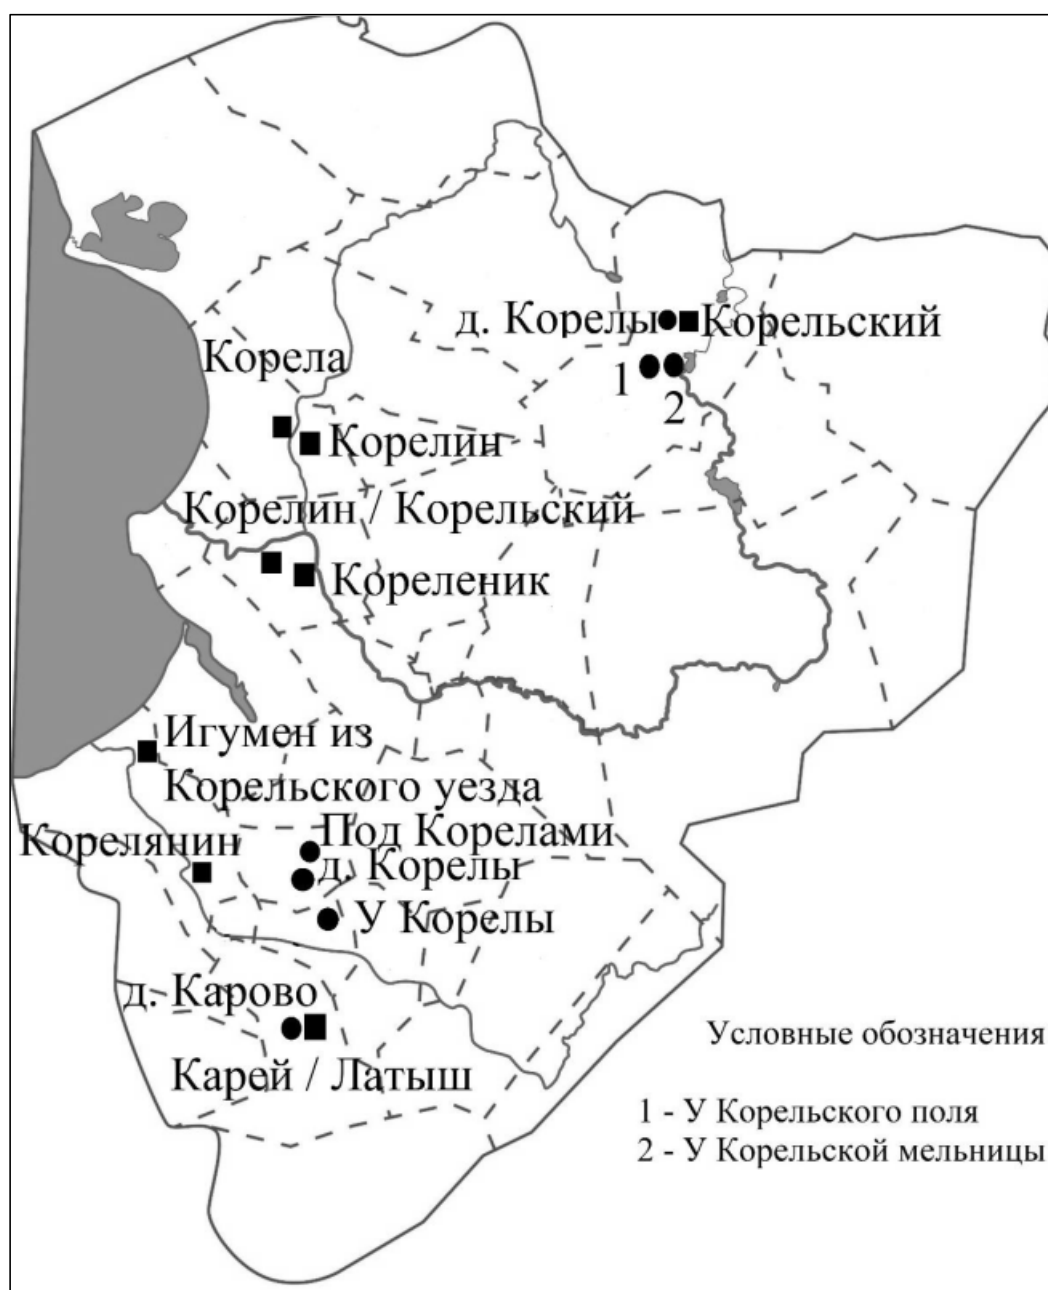 д. Корелы
Корельский
Корела
1
2
Корелин
Корелин / Корельский
Кореленик
Игумен из
Корельского уезда
Под Корелами
Корелянин
д. Корелы
У Корелы
д. Карово
Карей / Латыш
Условные обозначения
1 - У Корельского поля
2 - У Корельской мельницы